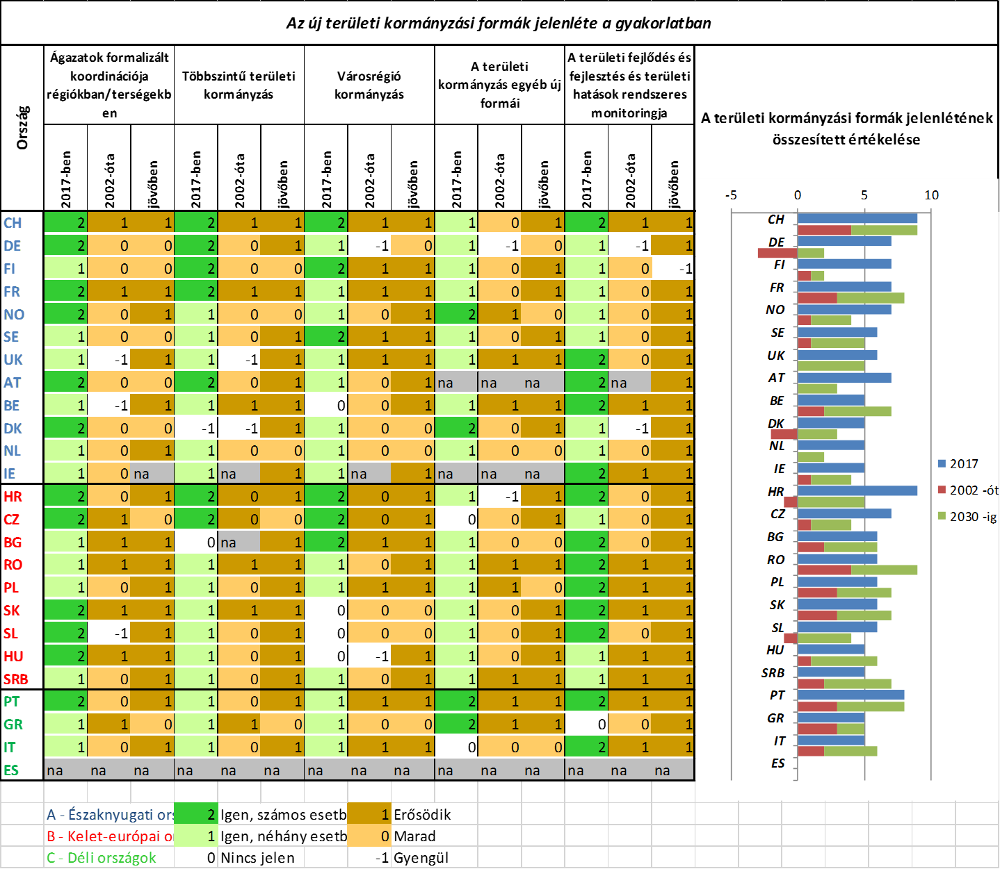 Az új területi kormányzási formák jelenléte a gyakorlatban
Ország
Ágazatok formalizált
koordinációja
régiókban/terségekb
en
Többszintű területi
kormányzás
Városrégió
kormányzás
A területi
kormányzás egyéb új
formái
A területi fejlődés és
fejlesztés és területi
hatások rendszeres
monitoringja
A területi kormányzási formák jelenlétének
összesített értékelése
2017-ben 2002-óta jövőben 2017-ben 2002-óta jövőben 2017-ben 2002-óta jövőben 2017-ben 2002-óta jövőben 2017-ben 2002-óta jövőben
CH 2 1 1 2 1 1 2 1 1 1 0 1 2 1 1
DE 2 0 0 2 0 1 1 -1 0 1 -1 0 1 -1 1
FI 1 0 0 2 0 0 2 1 1 1 0 1 1 0 -1
FR 2 1 1 2 1 1 1 1 1 1 0 1 1 0 1
NO 2 0 1 1 0 0 1 0 1 2 1 0 1 0 1
SE 1 0 0 1 0 1 2 1 1 1 0 1 1 0 1
UK 1 -1 1 1 -1 1 1 1 1 1 1 1 2 0 1
AT 2 0 0 2 0 1 1 0 1 na na na 2 na 1
BE 1 -1 1 1 1 1 0 0 1 1 1 1 2 1 1
DK 2 0 0 -1 -1 1 1 0 0 2 0 1 1 -1 1
NL 1 0 1 1 0 0 1 0 0 1 0 0 1 0 1
IE 1 0 na 1 na 1 1 na 1 na na na 2 1 1
HR 2 0 1 2 0 1 2 0 1 1 -1 1 2 0 1
CZ 2 1 0 2 0 0 2 0 1 0 0 1 1 0 1
BG 1 1 1 0 na 1 2 1 1 1 0 0 2 0 1
RO 1 1 1 1 1 1 1 0 1 1 1 1 2 1 1
PL 1 0 1 1 0 1 1 1 1 1 1 0 2 1 1
SK 2 1 1 1 1 1 0 0 0 1 0 1 2 1 1
SL 2 -1 1 1 0 1 0 0 0 1 0 1 2 0 1
HU 2 1 1 1 0 1 0 -1 1 1 0 1 1 1 1
SRB 1 0 1 1 0 1 1 0 1 1 1 1 1 1 1
PT 2 0 1 1 0 1 1 1 1 2 1 1 2 1 1
GR 1 1 0 1 1 0 1 0 0 2 1 1 0 0 1
IT 1 0 1 1 0 1 1 1 1 0 0 0 2 1 1
ES na na na na na na na na na na na na na na na
-5 0 5 10
CH
DE
FI
FR
NO
SE
UK
AT
BE
DK
NL
IE
HR
CZ
BG
RO
PL
SK
SL
HU
SRB
PT
GR
IT
ES
2017
2002 -ót
2030 -ig
A - Északnyugati ors 2 Igen, számos esetb 1 Erősödik
B - Kelet-európai o 1 Igen, néhány esetb 0 Marad
C - Déli országok 0 Nincs jelen -1 Gyengül